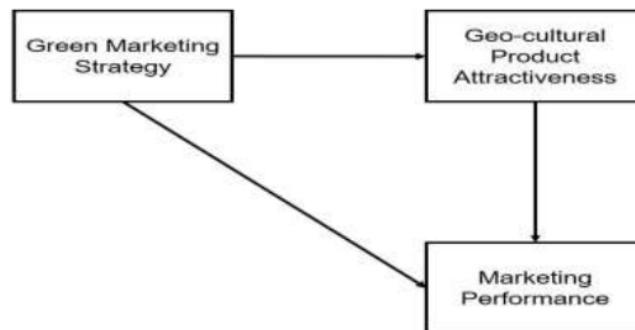 Green Marketing
Strategy
Geo-cultural
Product
Attractiveness
Marketing
Performance